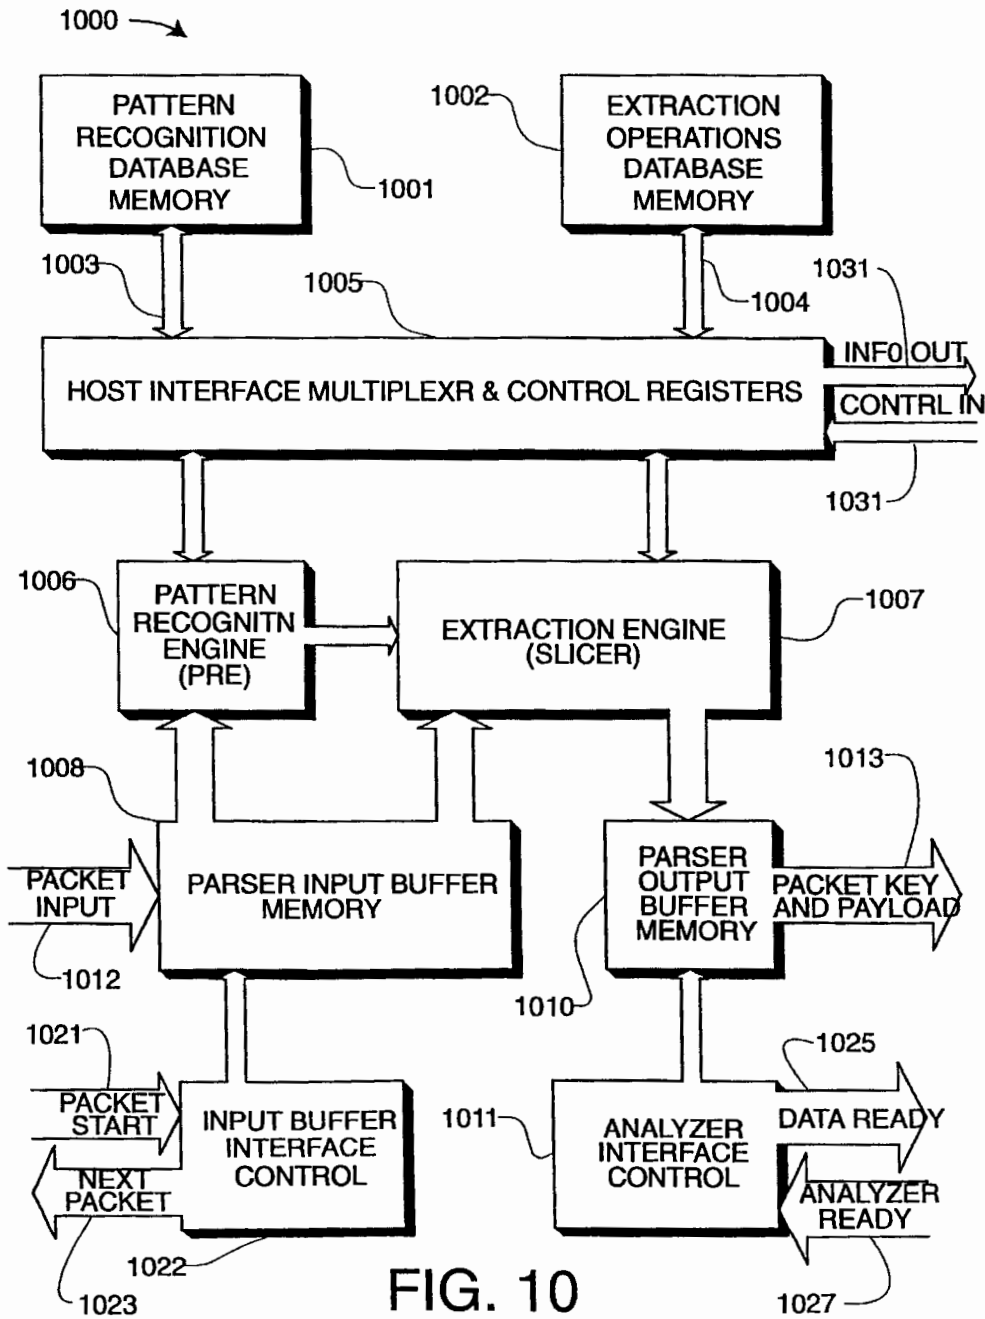 1000
PATTERN
RECOGNITION
DATABASE
MEMORY
1001
1002
EXTRACTION
OPERATIONS
DATABASE
MEMORY
1003
1005
1004
1031
HOST INTERFACE MULTIPLEXR & CONTROL REGISTERS
INFO OUT
CONTRL IN
1031
1006
PATTERN
RECOGNITN
ENGINE
(PRE)
EXTRACTION ENGINE
(SLICER)
1007
1008
1013
PACKET
INPUT
1012
PARSER INPUT BUFFER
MEMORY
PARSER
OUTPUT
BUFFER
MEMORY
PACKET KEY
AND PAYLOAD
1010
1021
PACKET
START
NEXT
PACKET
1023
INPUT BUFFER
INTERFACE
CONTROL
1022
1011
ANALYZER
INTERFACE
CONTROL
1025
DATA READY
ANALYZER
READY
1027
FIG. 10